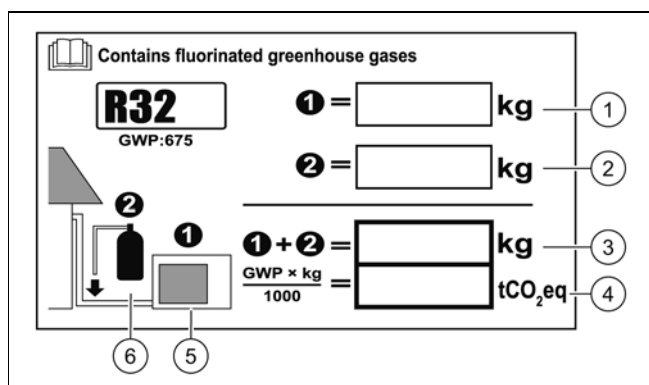 Contains fluorinated greenhouse gases
R32
GWP:675
❶ = kg ①
❷ = kg ②
❶+❷ = kg ③
GWP × kg
1000
= tCO₂eq ④
❷
❶
⑥ ⑤